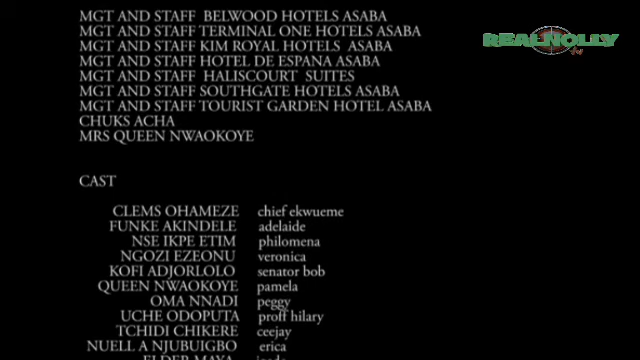 MGT AND STAFF BELWOOD HOTELS ASABA
MGT AND STAFF TERMINAL ONE HOTELS ASABA
MGT AND STAFF KIM ROYAL HOTELS ASABA
MGT AND STAFF HOTEL DE ESPANA ASABA
MGT AND STAFF HALISCOURT SUITES
MGT AND STAFF SOUTHGATE HOTELS ASABA
MGT AND STAFF TOURIST GARDEN HOTEL ASABA
CHUKS ACHA
MRS QUEEN NWAOKOYE
REALNOLLY
CAST
CLEMS OHAMEZE chief ekwueme
FUNKE AKINDELE adelaide
NSE IKPE ETIM philomena
NGOZI EZEONU veronica
KOFI ADJORLOLO senator bob
QUEEN NWAOKOYE pamela
OMA NNADI peggy
UCHE ODOPUTA proff hilary
TCHIDI CHIKERE ceejay
NUELL A NJUBUIGBO erica
ELDER MAYA